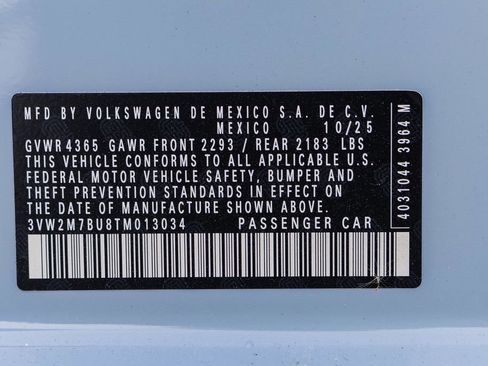 MFD BY VOLKSWAGEN DE MEXICO S.A. DE C.V.
MEXICO 10/25
GVWR 4365 GAWR FRONT 2293 / REAR 2183 LBS
THIS VEHICLE CONFORMS TO ALL APPLICABLE U.S.
FEDERAL MOTOR VEHICLE SAFETY, BUMPER AND
THEFT PREVENTION STANDARDS IN EFFECT ON
THE DATE OF MANUFACTURE SHOWN ABOVE.
3VW2M7BU8TM013034 PASSENGER CAR
4031044 3964 M